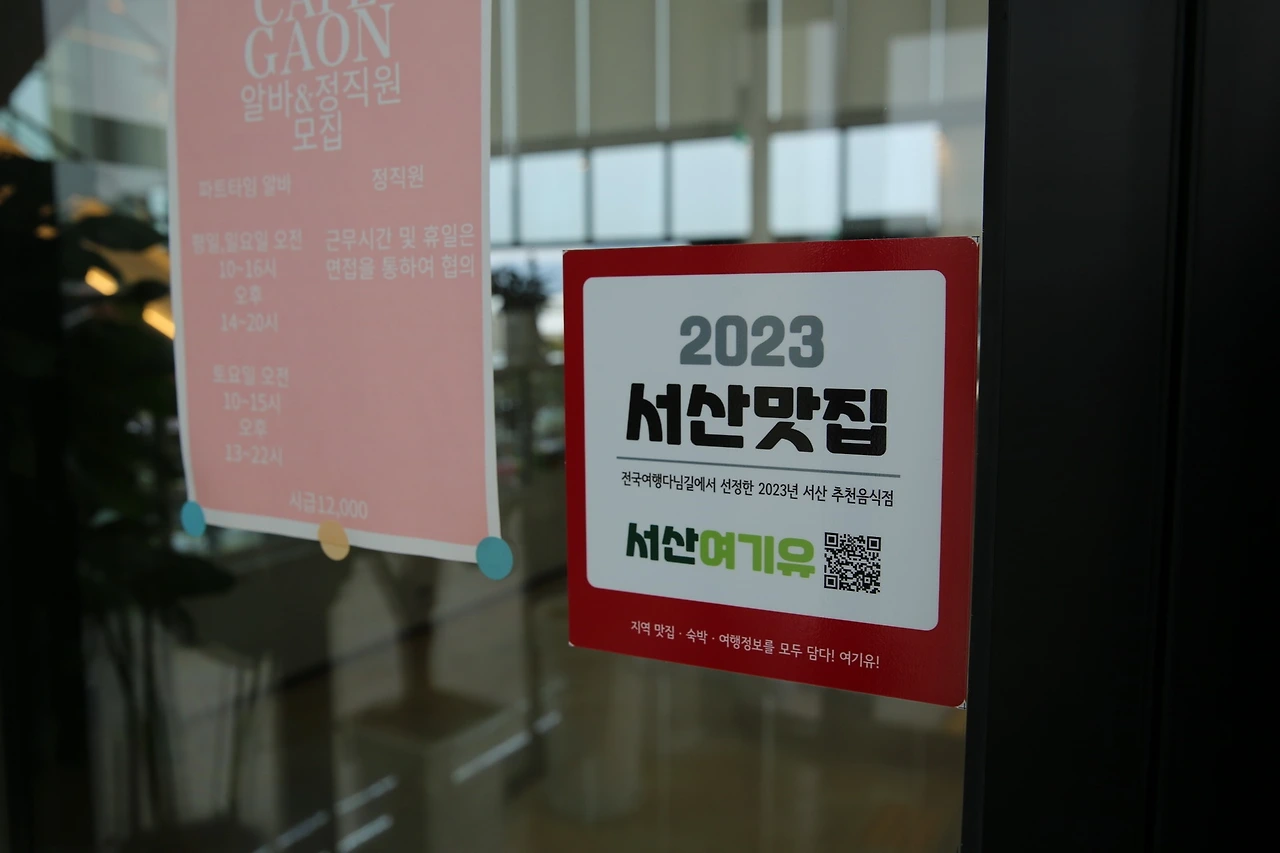 CAFE
GAON
알바&정직원
모집
파트타임 알바
평일,일요일 오전
10~16시
오후
14~20시
토요일 오전
10~15시
오후
13~22시
정직원
근무시간 및 휴일은
면접을 통하여 협의
시급12,000
2023
서산맛집
전국여행다님길에서 선정한 2023년 서산 추천음식점
서산여기유
지역 맛집 · 숙박 · 여행정보를 모두 담다! 여기유!